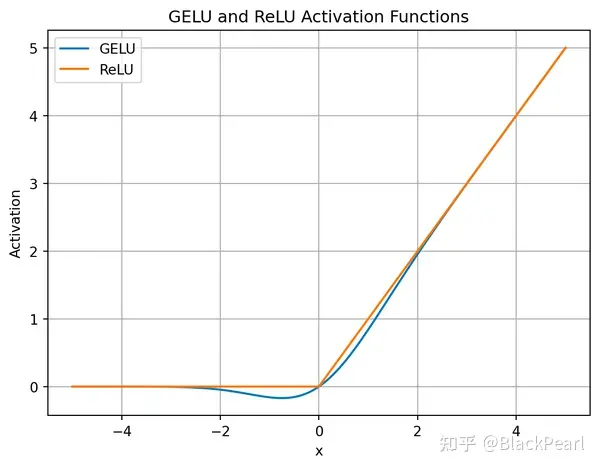 GELU and ReLU Activation Functions
GELU
ReLU
5
4
3
2
1
0
Activation
−4
−2
0
2
4
x
知乎 @BlackPearl